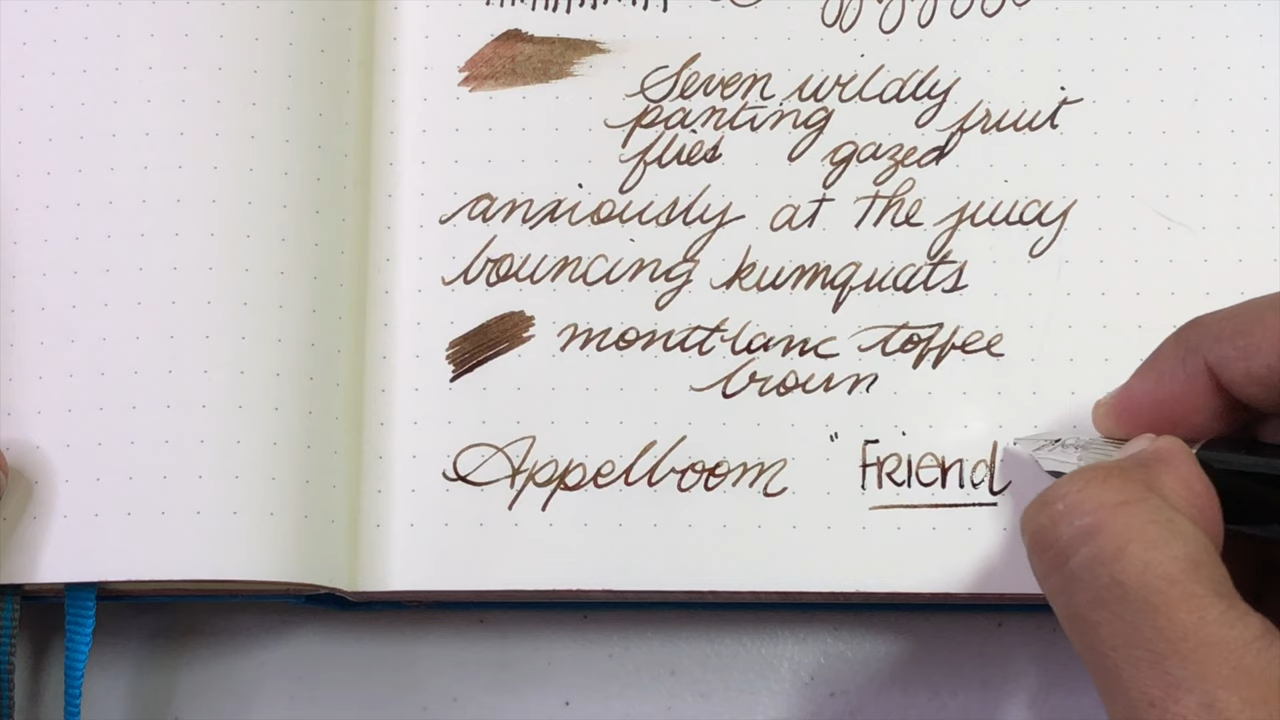 Seven wildly
panting fruit
flies gazed
anxiously at the juicy
bouncing kumquats
montblanc toffee
brown
Appelboom "Friend